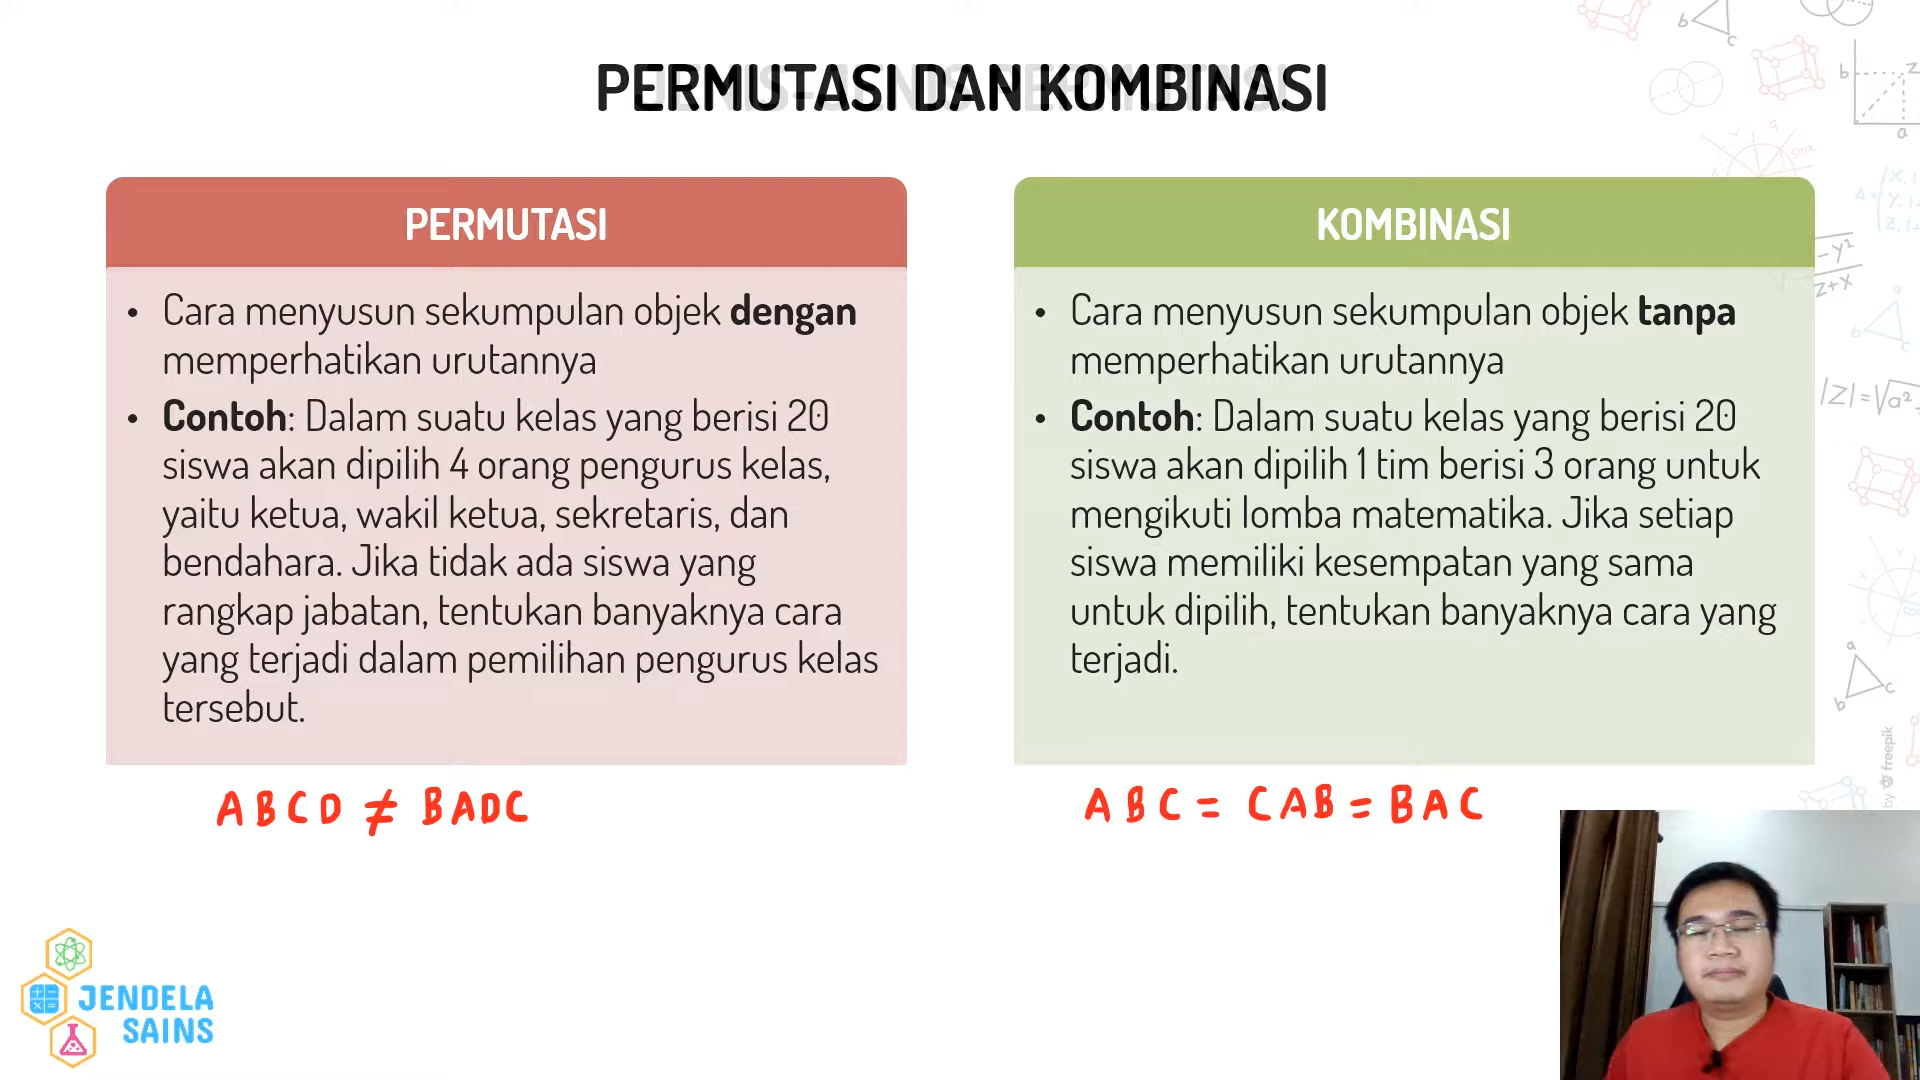 PERMUTASI DAN KOMBINASI
PERMUTASI
• Cara menyusun sekumpulan objek dengan
memperhatikan urutannya
• Contoh: Dalam suatu kelas yang berisi 20
siswa akan dipilih 4 orang pengurus kelas,
yaitu ketua, wakil ketua, sekretaris, dan
bendahara. Jika tidak ada siswa yang
rangkap jabatan, tentukan banyaknya cara
yang terjadi dalam pemilihan pengurus kelas
tersebut.
A B C D ≠ B A D C
KOMBINASI
• Cara menyusun sekumpulan objek tanpa
memperhatikan urutannya
• Contoh: Dalam suatu kelas yang berisi 20
siswa akan dipilih 1 tim berisi 3 orang untuk
mengikuti lomba matematika. Jika setiap
siswa memiliki kesempatan yang sama
untuk dipilih, tentukan banyaknya cara yang
terjadi.
A B C = C A B = B A C
JENDELA
SAINS
by freepik